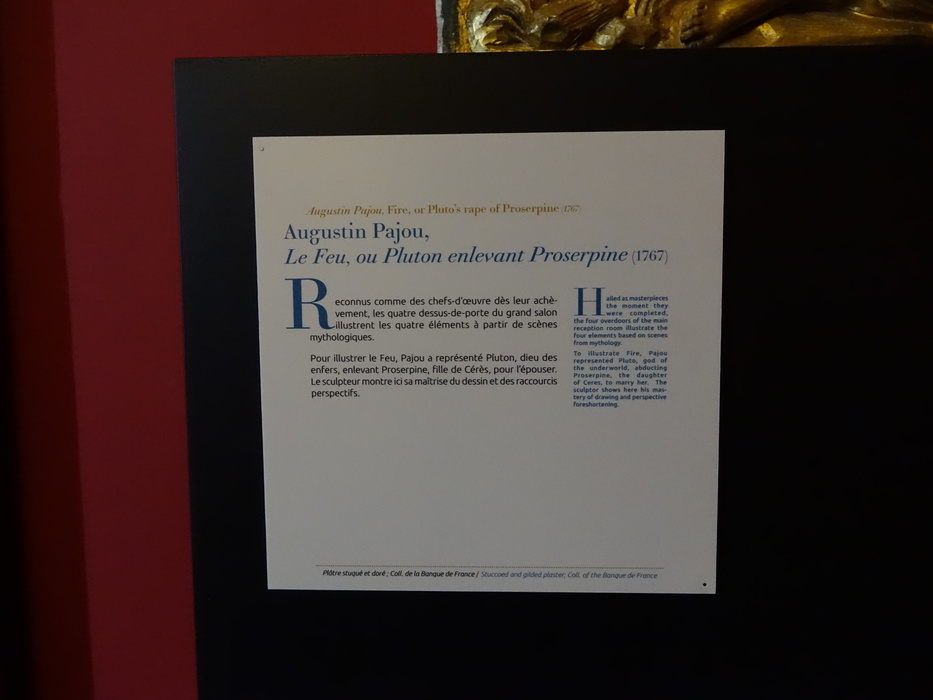 Augustin Pajou, Fire, or Pluto's rape of Proserpine (1767)
Augustin Pajou,
Le Feu, ou Pluton enlevant Proserpine (1767)
Reconnus comme des chefs-d'œuvre dès leur achè-
vement, les quatre dessus-de-porte du grand salon
illustrent les quatre éléments à partir de scènes
mythologiques.
Pour illustrer le Feu, Pajou a représenté Pluton, dieu des
enfers, enlevant Proserpine, fille de Cérès, pour l'épouser.
Le sculpteur montre ici sa maîtrise du dessin et des raccourcis
perspectifs.
Hailed as masterpieces
the moment they
were completed,
the four overdoors of the main
reception room illustrate the
four elements based on scenes
from mythology.
To illustrate Fire, Pajou
represented Pluto, god of
the underworld, abducting
Proserpine, the daughter
of Ceres, to marry her. The
sculptor shows here his mas-
tery of drawing and perspective
foreshortening.
Plâtre stuqué et doré ; Coll. de la Banque de France / Stuccoed and gilded plaster; Coll. of the Banque de France